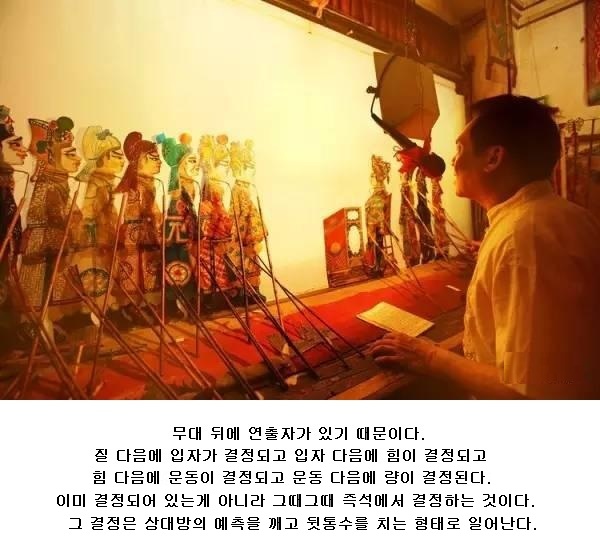 무대 뒤에 연출자가 있기 때문이다.
질 다음에 입자가 결정되고 입자 다음에 힘이 결정되고
힘 다음에 운동이 결정되고 운동 다음에 량이 결정된다.
이미 결정되어 있는게 아니라 그때그때 즉석에서 결정하는 것이다.
그 결정은 상대방의 예측을 깨고 뒷통수를 치는 형태로 일어난다.